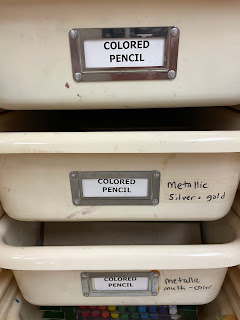 COLORED
PENCIL
COLORED
PENCIL
metallic
Silver + gold
COLORED
PENCIL
metallic
multi-color